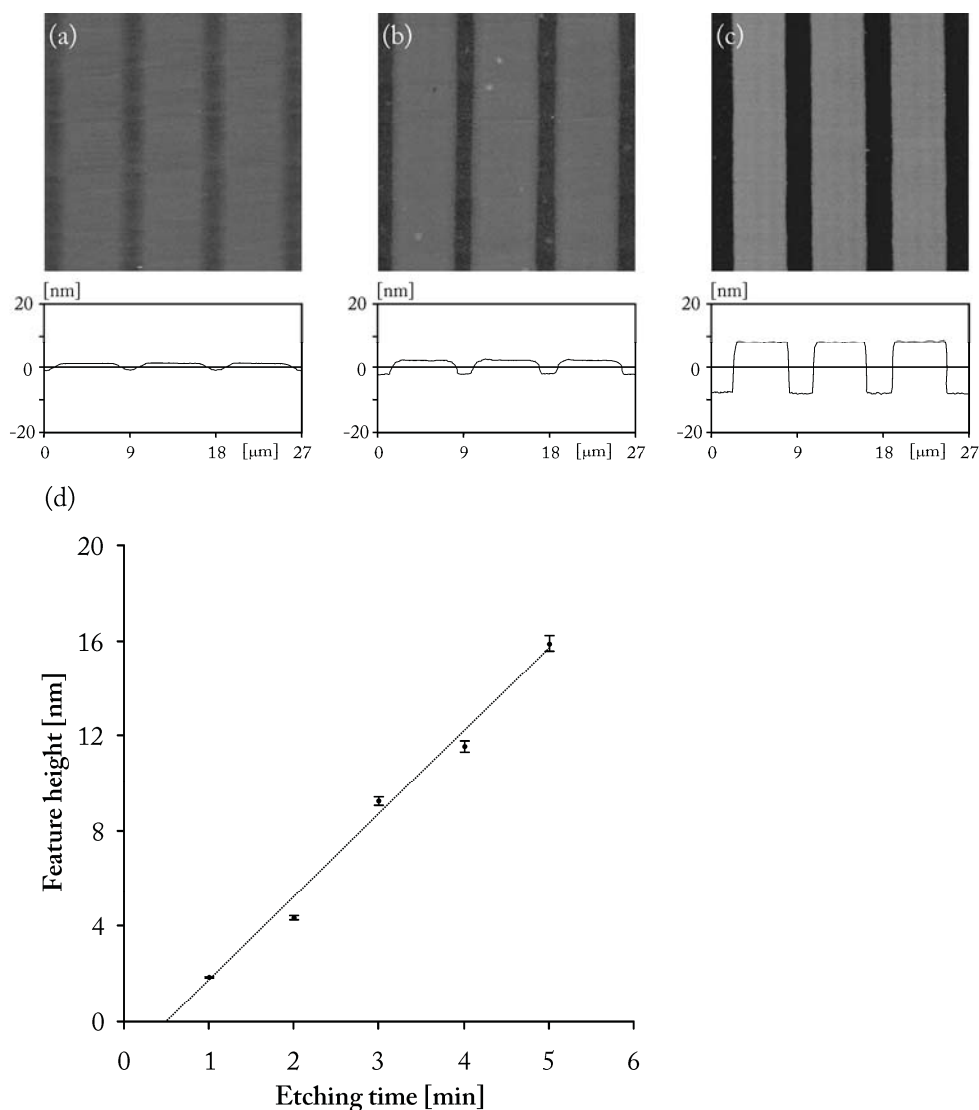 (a) (b) (c)
[nm] [nm] [nm]
20 20 20
0 0 0
-20 -20 -20
0 9 18 [μm] 27 0 9 18 [μm] 27 0 9 18 [μm] 27
(d)
20
16
12
8
4
0
Feature height [nm]
0 1 2 3 4 5 6
Etching time [min]